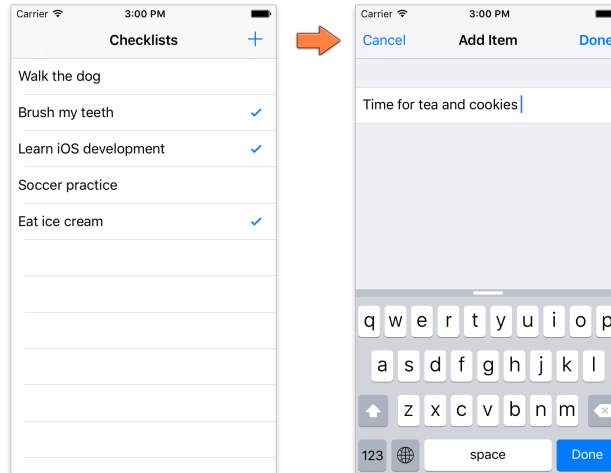 Carrier 3:00 PM
Checklists +
Walk the dog
Brush my teeth
Learn iOS development
Soccer practice
Eat ice cream
Carrier 3:00 PM
Cancel Add Item Done
Time for tea and cookies
q w e r t y u i o p
a s d f g h j k l
z x c v b n m
123 space Done